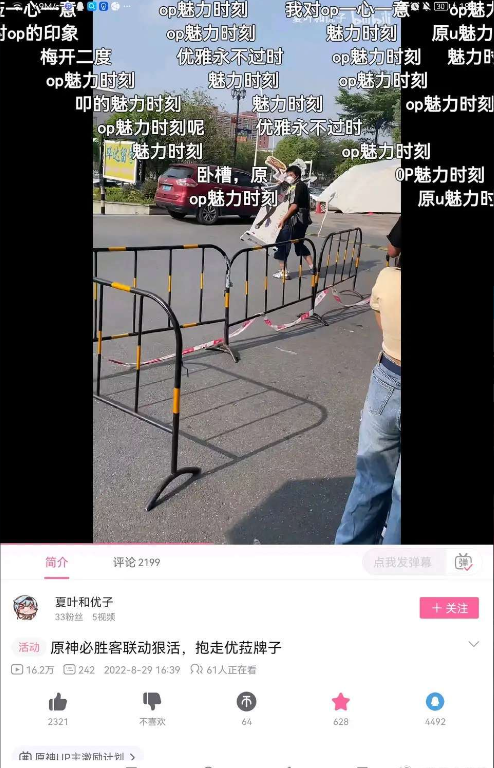 op魅力时刻
我对op一心一意
一心一意
op魅
对op的印象
op魅力时刻
魅力时刻
原u魅
梅开二度
优雅永不过时
op魅力时刻
魅力
op魅力时刻
魅力时刻
op魅力时刻
叩的魅力时刻
魅力时刻
op魅力时
op魅力时刻呢
优雅永不过时
魅力时刻
op魅力时刻
卧槽，原
OP魅力时
op魅力时刻
原u魅力
简介
评论 2199
点我发弹幕
弹
夏叶和优子
33粉丝 5视频
+ 关注
活动 原神必胜客联动狠活，抱走优菈牌子
16.2万 242 2022-8-29 16:39 61人正在看
2321
不喜欢
64
628
4492
原神UP主激励计划 >